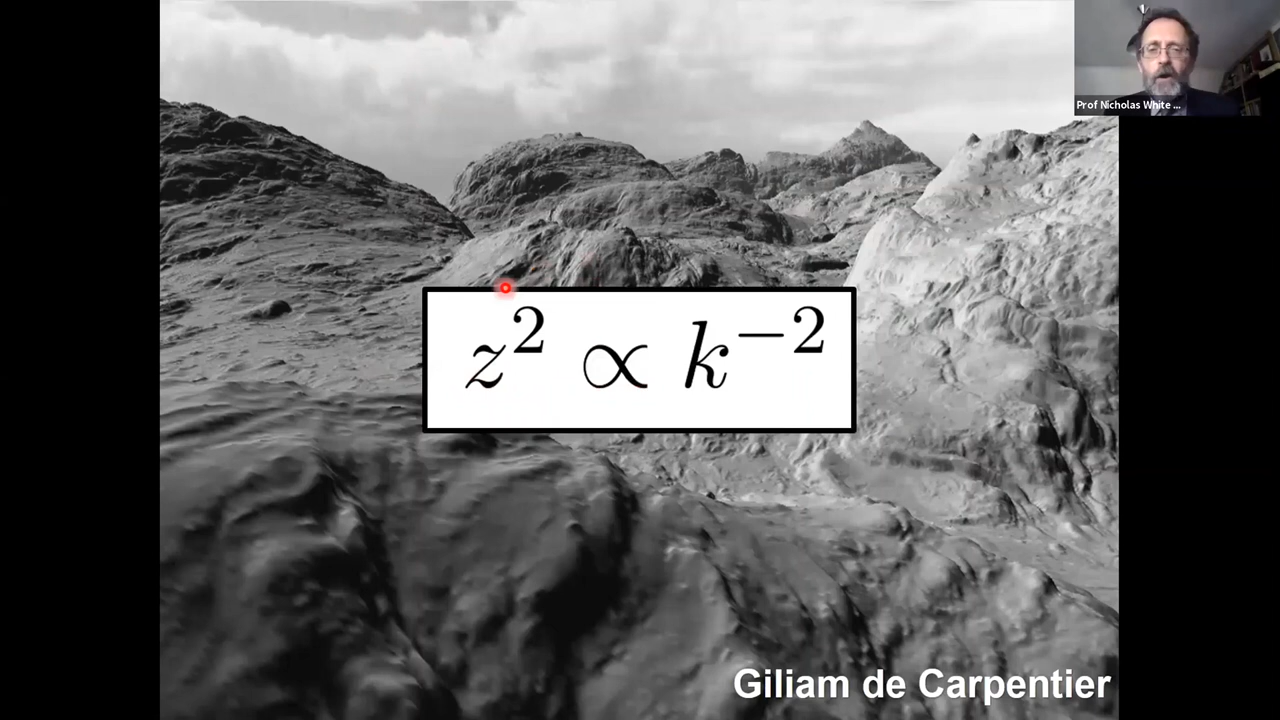 Prof Nicholas White ...
z² ∝ k⁻²
Giliam de Carpentier